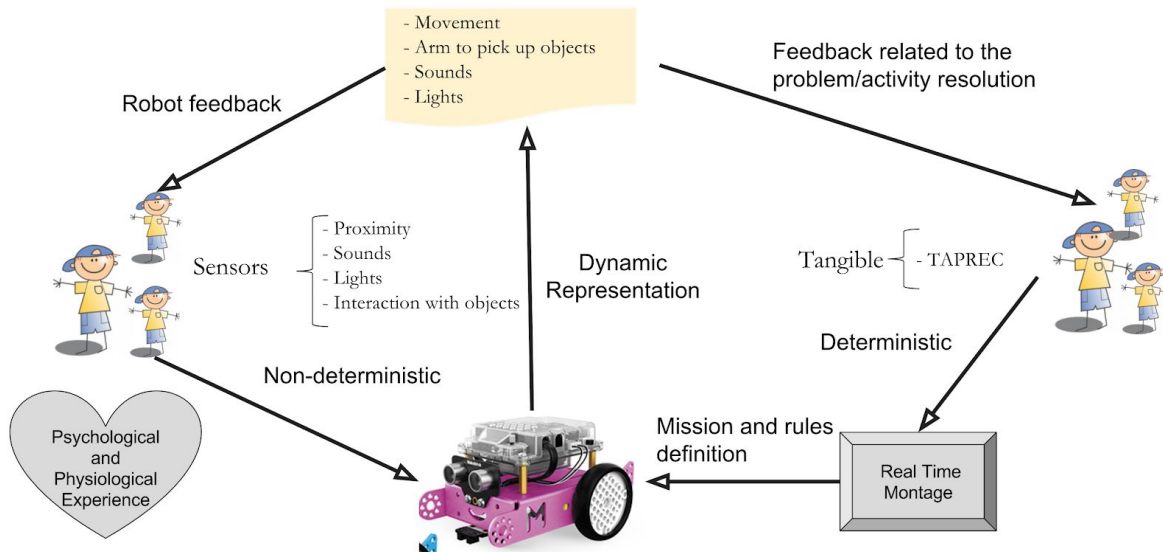 - Movement
- Arm to pick up objects
- Sounds
- Lights
Feedback related to the
problem/activity resolution
Robot feedback
Sensors
- Proximity
- Sounds
- Lights
- Interaction with objects
Dynamic
Representation
Tangible
- TAPREC
Deterministic
Non-deterministic
Psychological
and
Physiological
Experience
Mission and rules
definition
Real Time
Montage
M